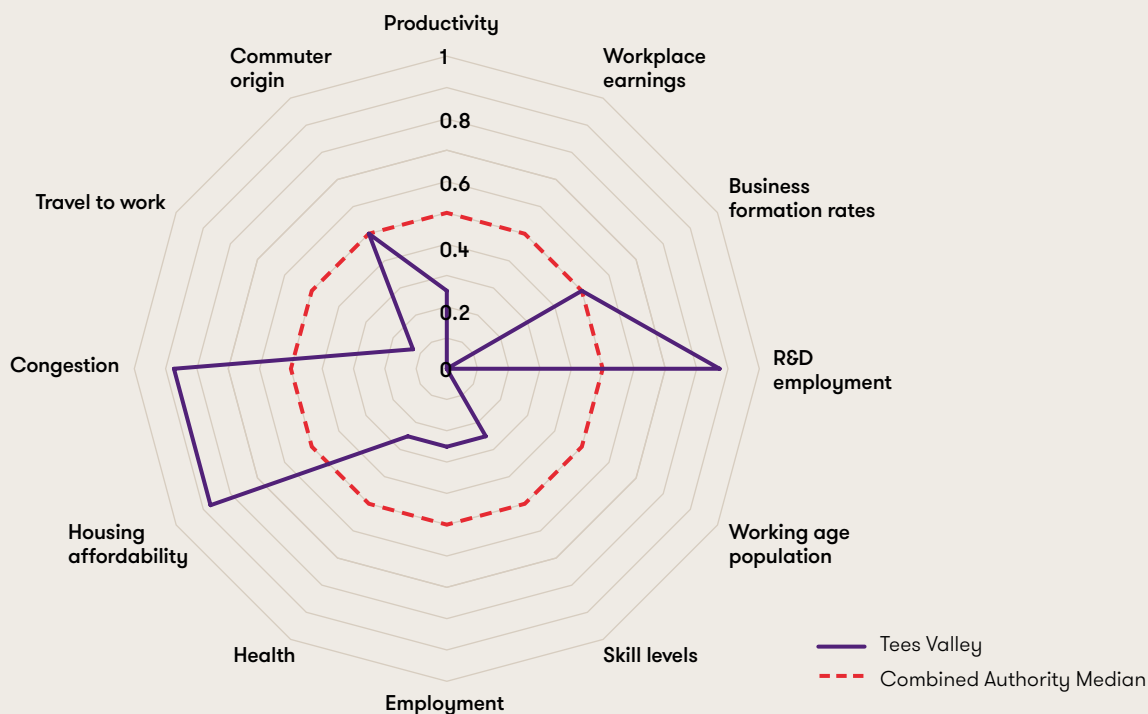 Productivity
Commuter
origin
Workplace
earnings
1
0.8
0.6
0.4
0.2
0
Travel to work
Business
formation rates
Congestion
R&D
employment
Housing
affordability
Working age
population
Health
Skill levels
Employment
Tees Valley
Combined Authority Median